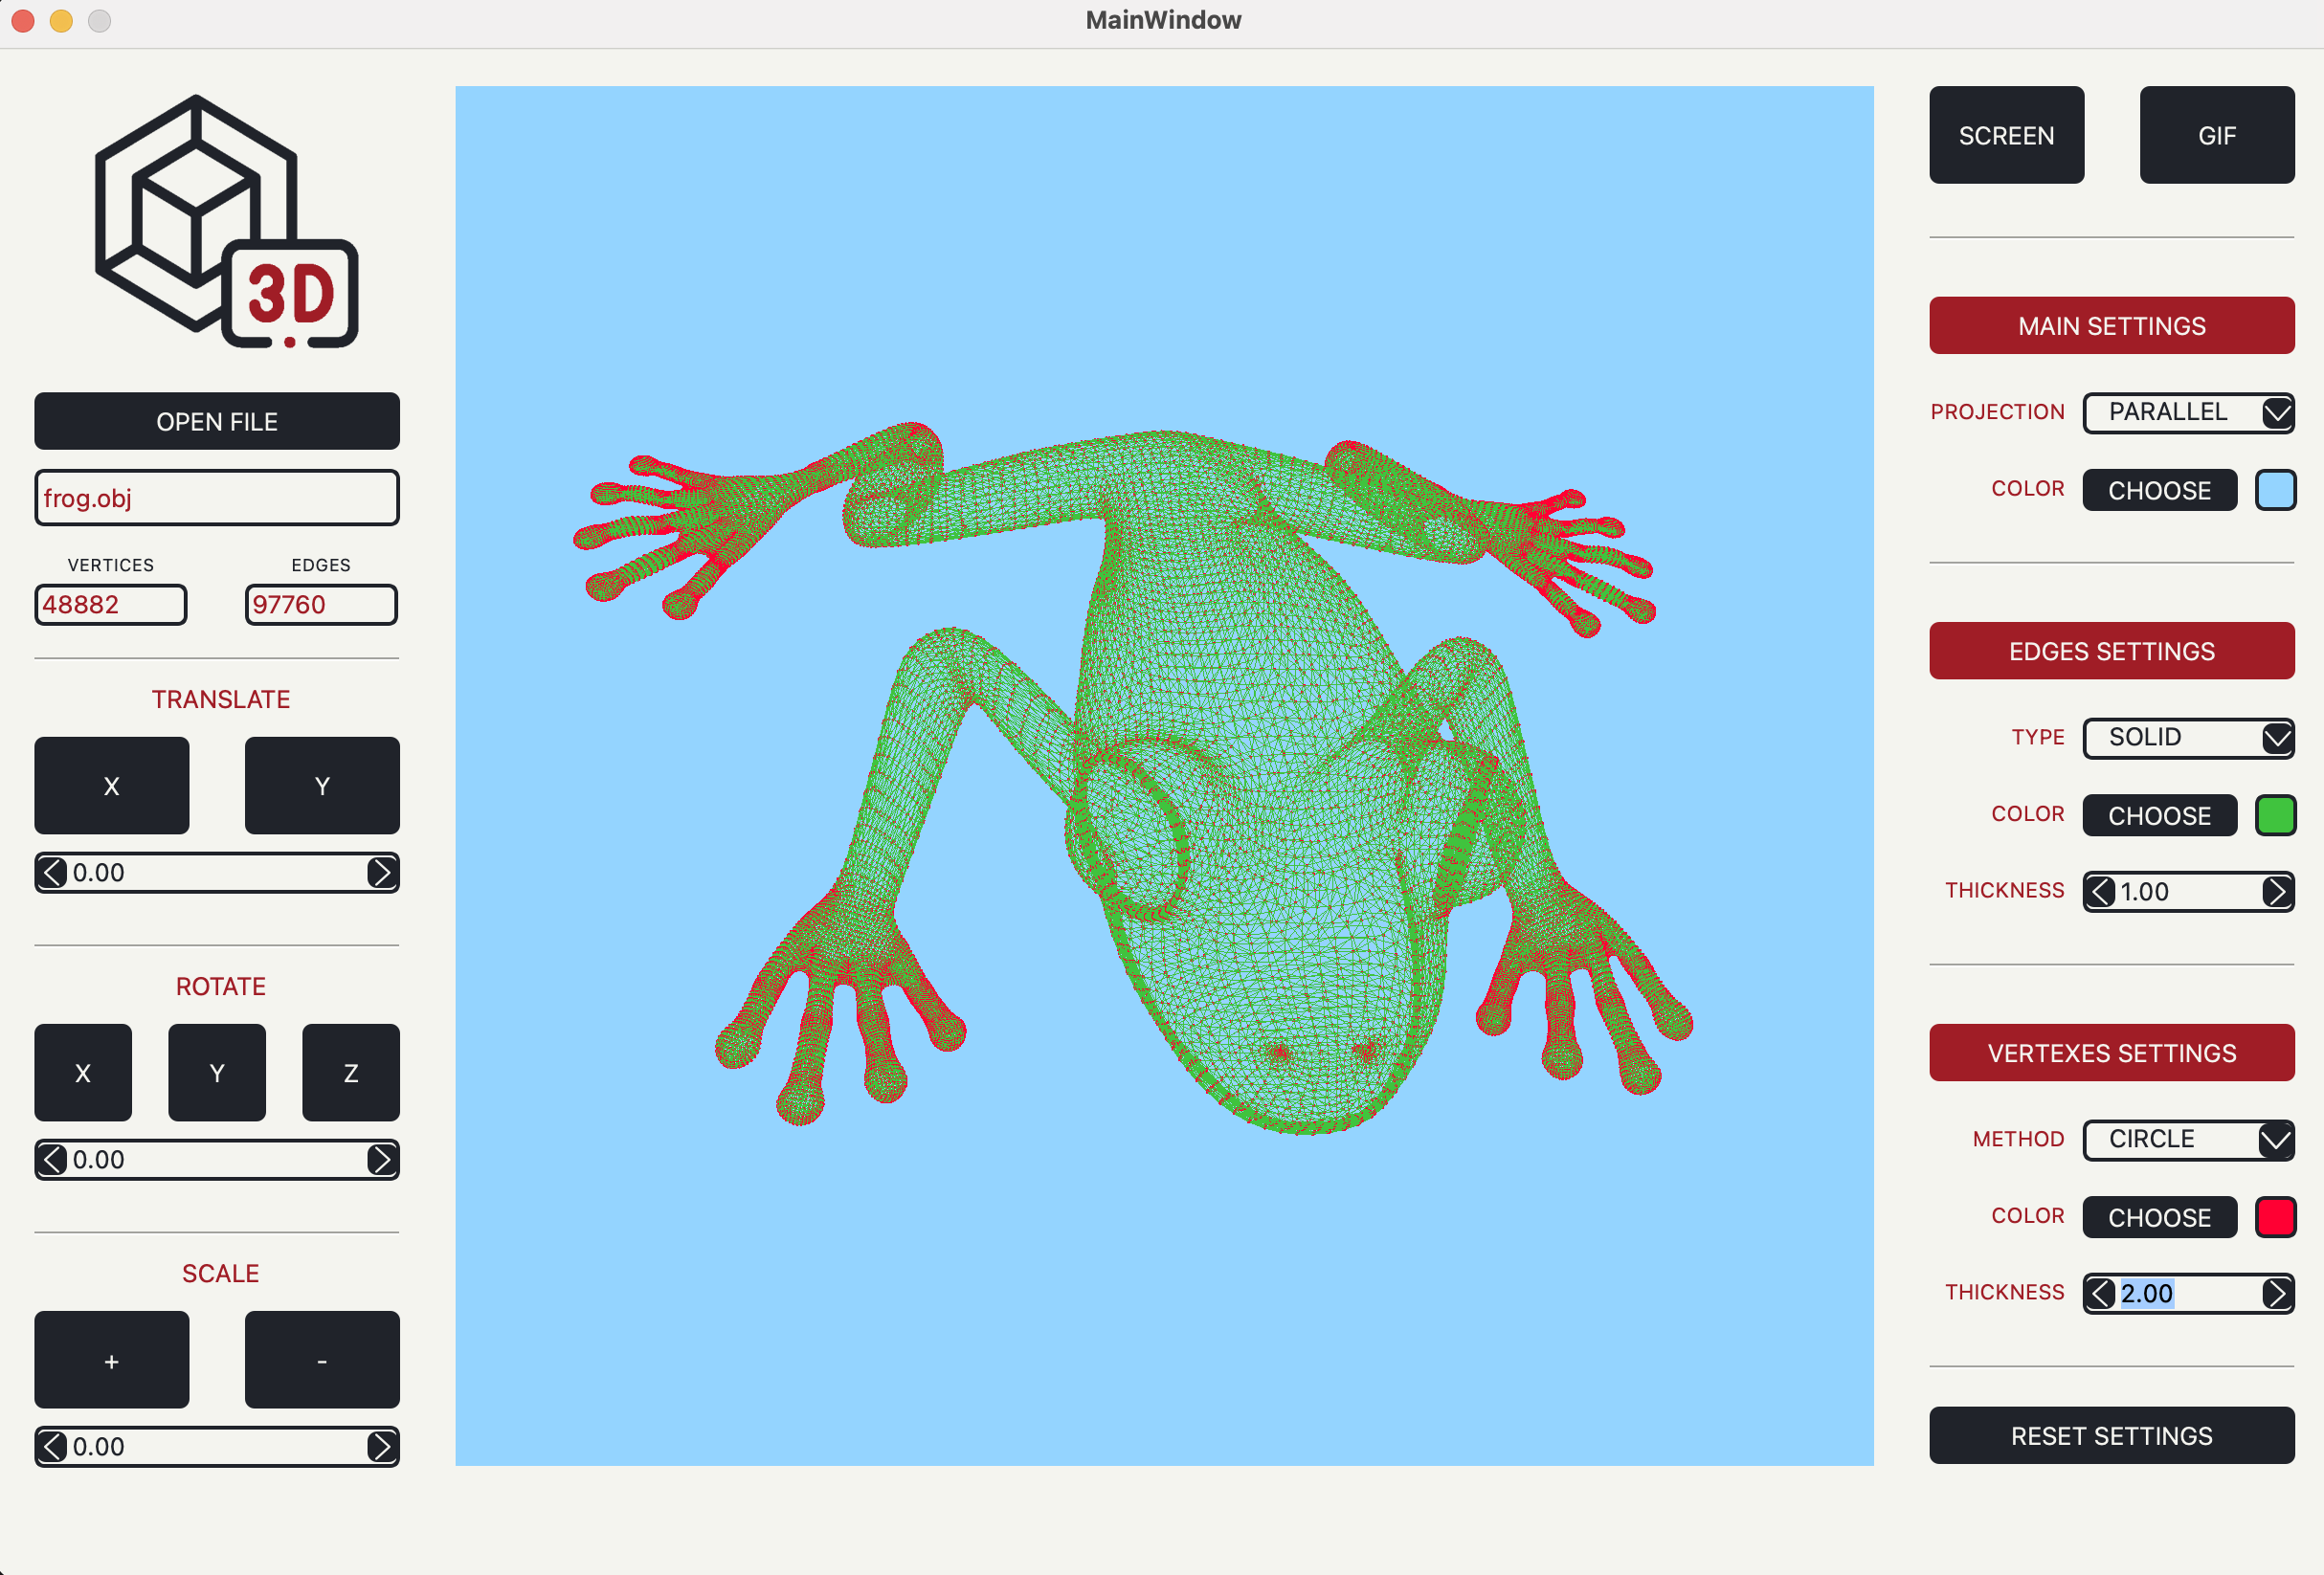 MainWindow
3D
OPEN FILE
frog.obj
VERTICES EDGES
48882 97760
TRANSLATE
X Y
0.00
ROTATE
X Y Z
0.00
SCALE
+ -
0.00
SCREEN GIF
MAIN SETTINGS
PROJECTION PARALLEL
COLOR CHOOSE
EDGES SETTINGS
TYPE SOLID
COLOR CHOOSE
THICKNESS 1.00
VERTEXES SETTINGS
METHOD CIRCLE
COLOR CHOOSE
THICKNESS 2.00
RESET SETTINGS